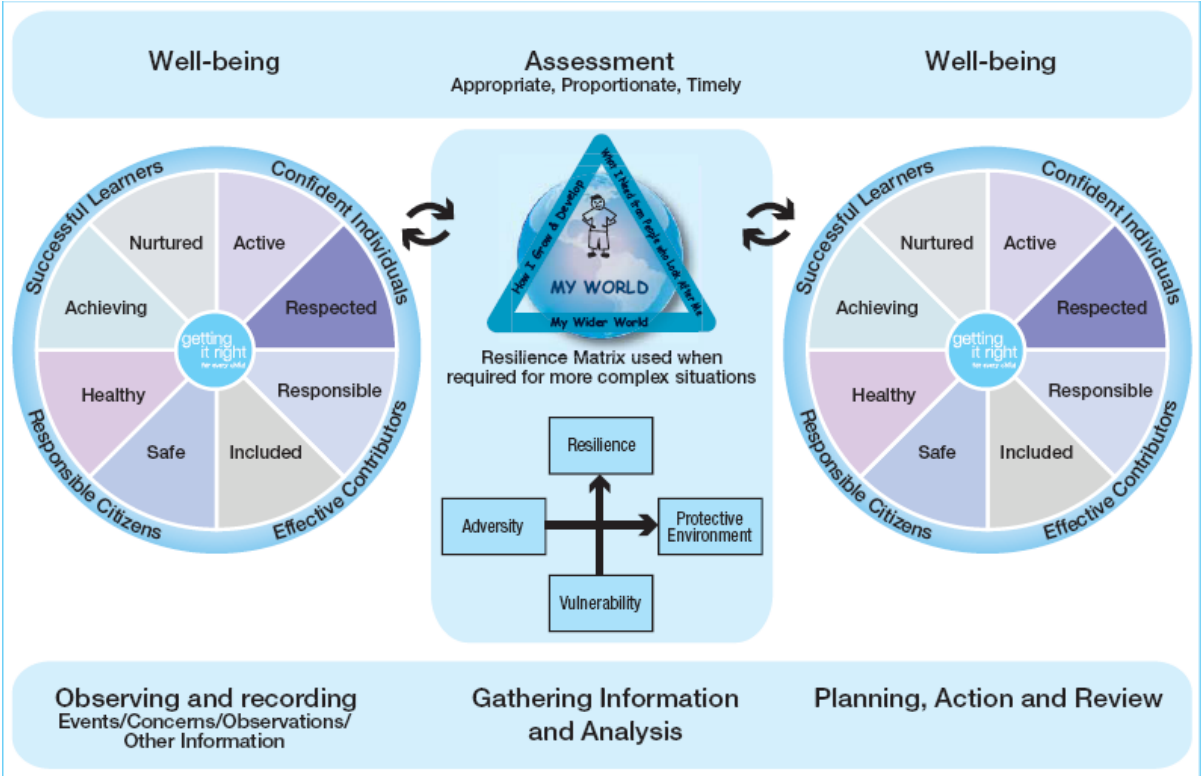 Well-being
Assessment
Appropriate, Proportionate, Timely
Well-being
Successful Learners
Confident Individuals
Nurtured
Active
Achieving
Respected
getting
it right
for every child
Healthy
Responsible
Safe
Included
Responsible Citizens
Effective Contributors
How I Grow & Develop
What I Need from People who Look After Me
MY WORLD
My Wider World
Resilience Matrix used when
required for more complex situations
Resilience
Adversity
Protective
Environment
Vulnerability
Successful Learners
Confident Individuals
Nurtured
Active
Achieving
Respected
getting
it right
for every child
Healthy
Responsible
Safe
Included
Responsible Citizens
Effective Contributors
Observing and recording
Events/Concerns/Observations/
Other Information
Gathering Information
and Analysis
Planning, Action and Review